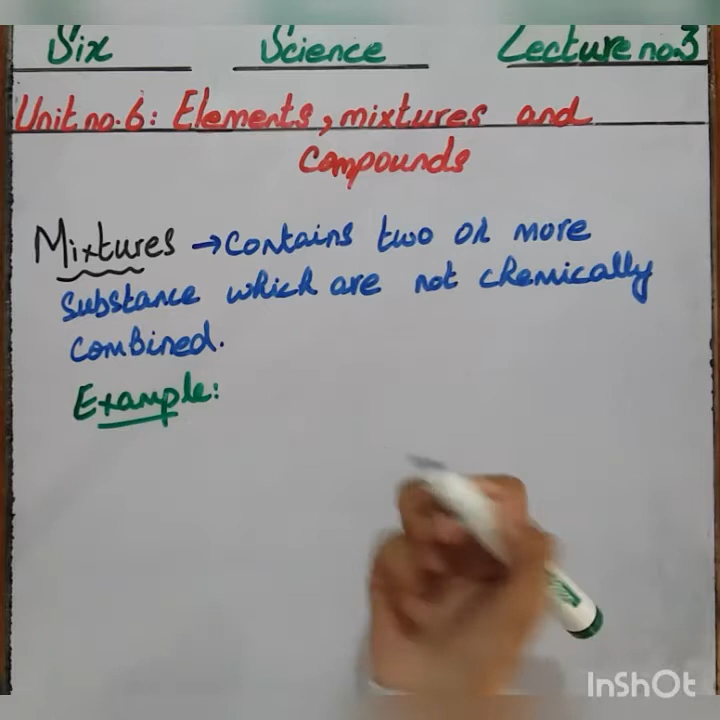 Six Science Lecture no.3
Unit no.6: Elements, mixtures and
Compounds
Mixtures → Contains two or more
Substance which are not chemically
Combined.
Example:
InShOt